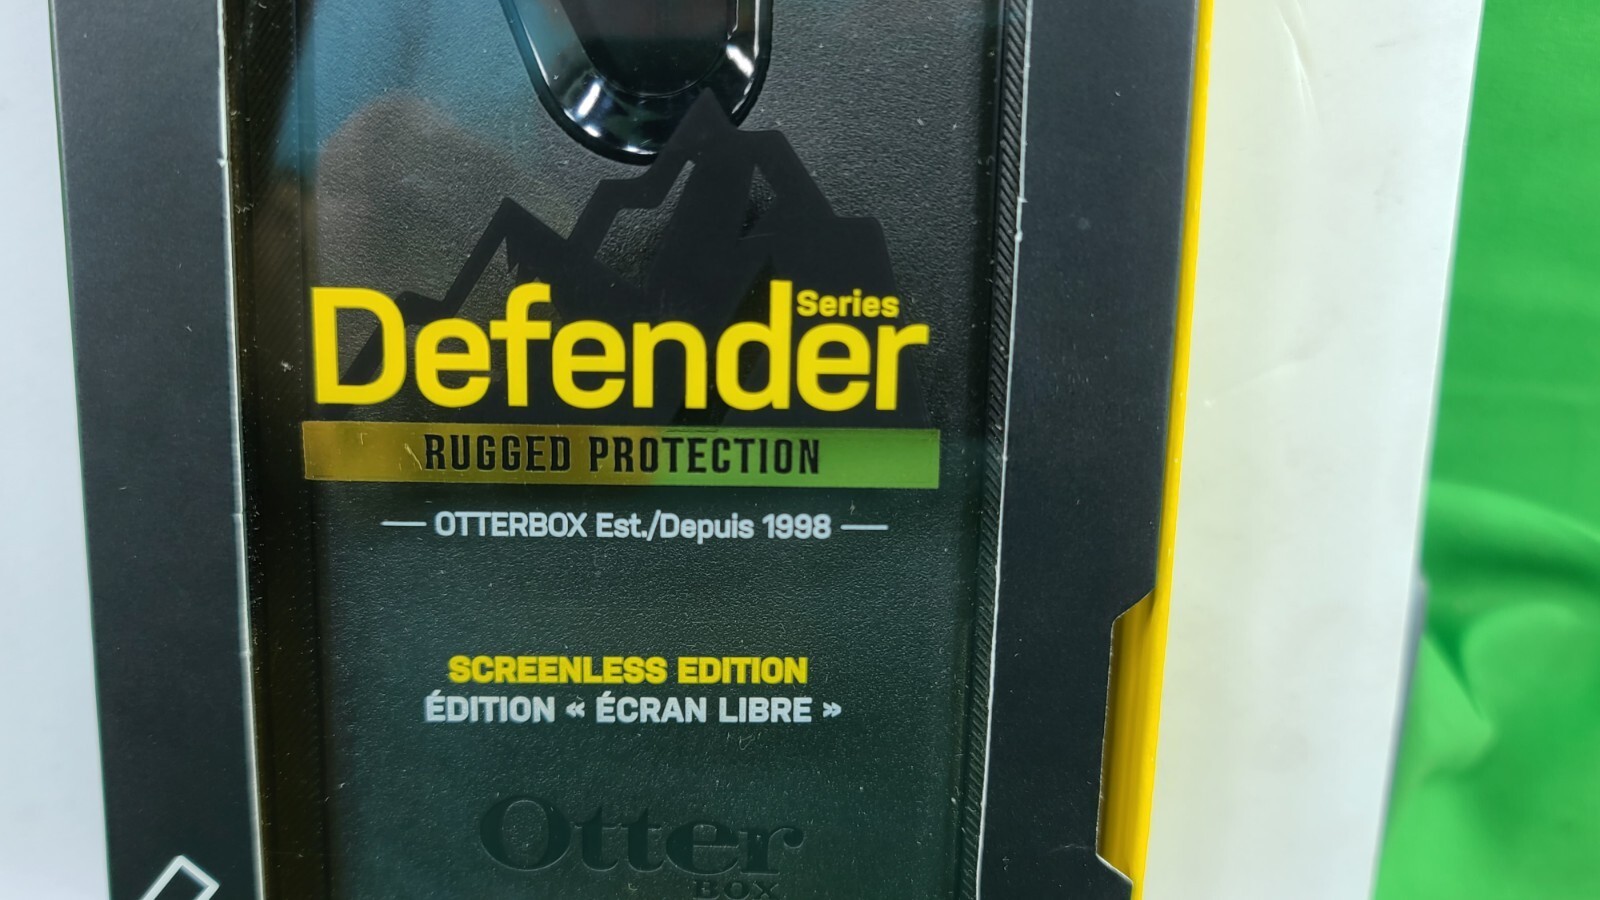 Defender Series
RUGGED PROTECTION
OTTERBOX Est./Depuis 1998
SCREENLESS EDITION
ÉDITION « ÉCRAN LIBRE »
Otter
BOX